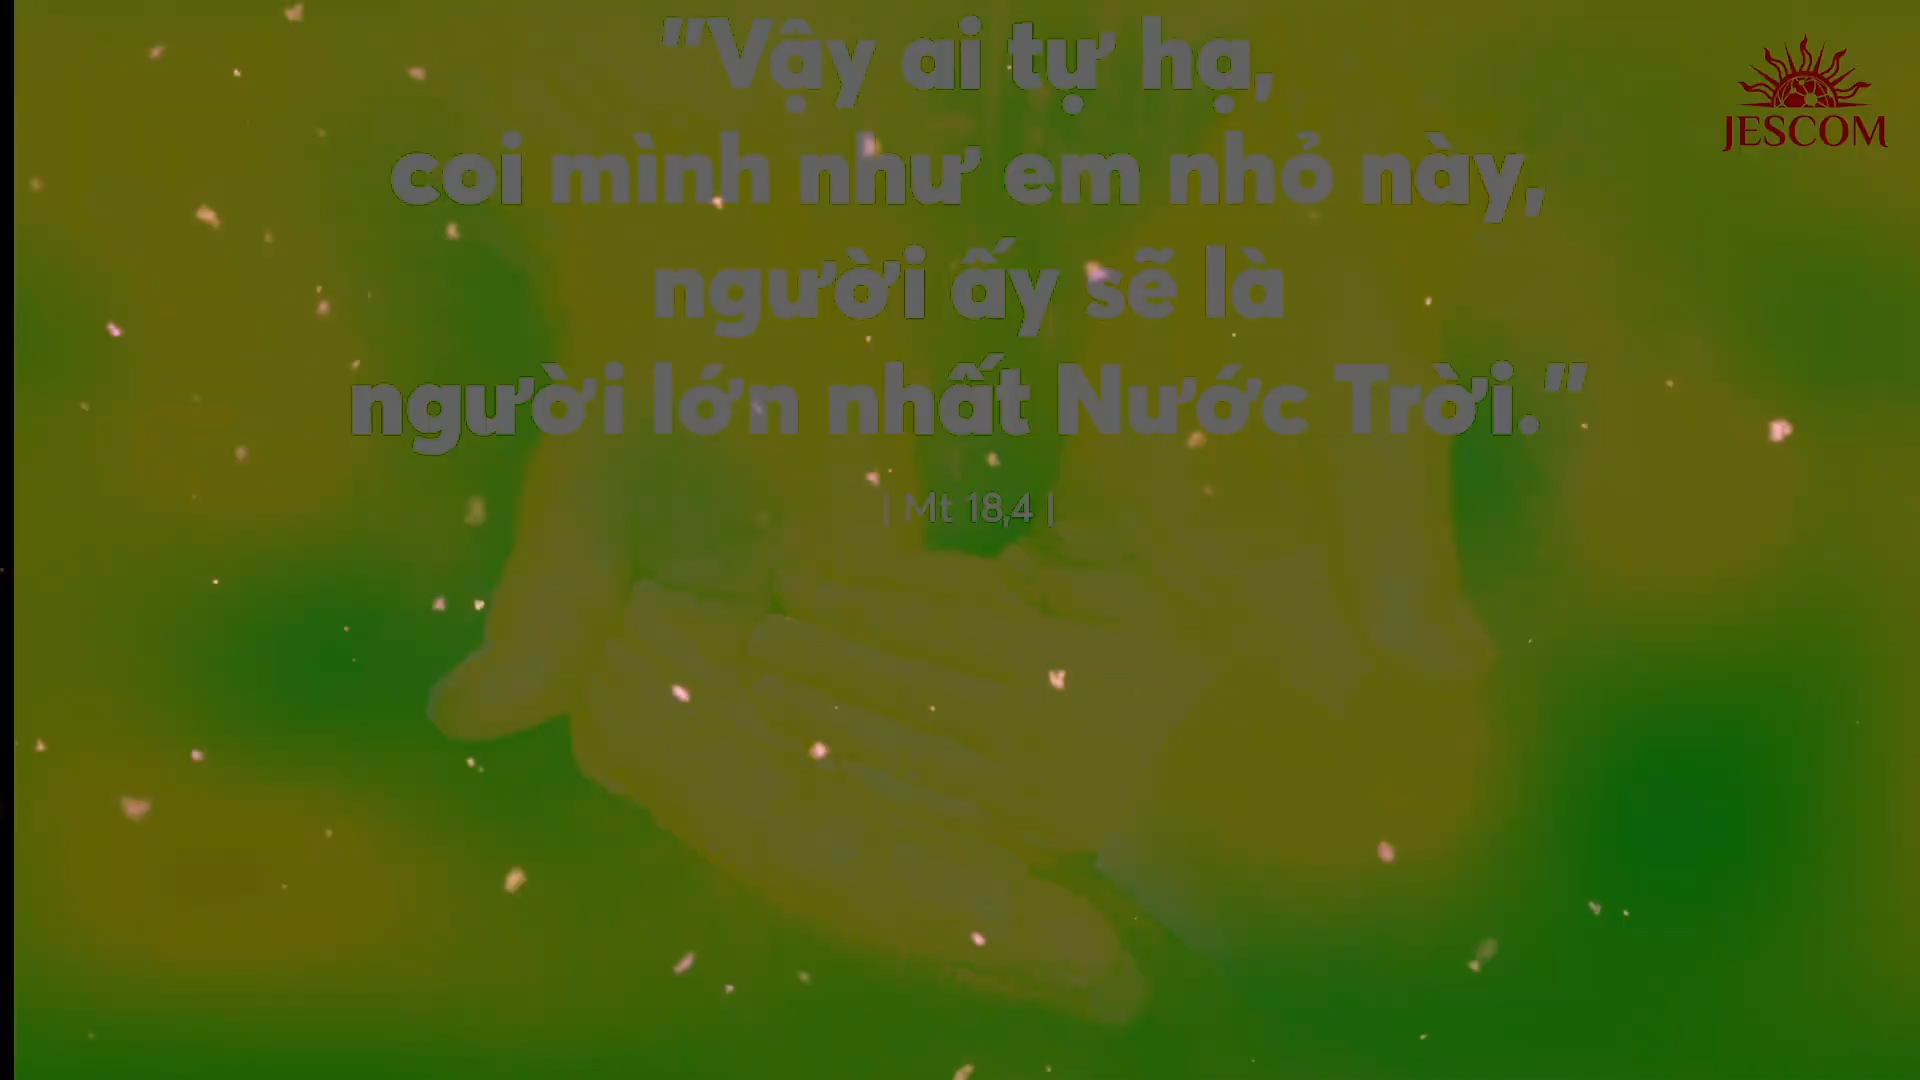 "Vậy ai tự hạ,
coi mình như em nhỏ này,
người ấy sẽ là
người lớn nhất Nước Trời."
| Mt 18,4 |
JESCOM